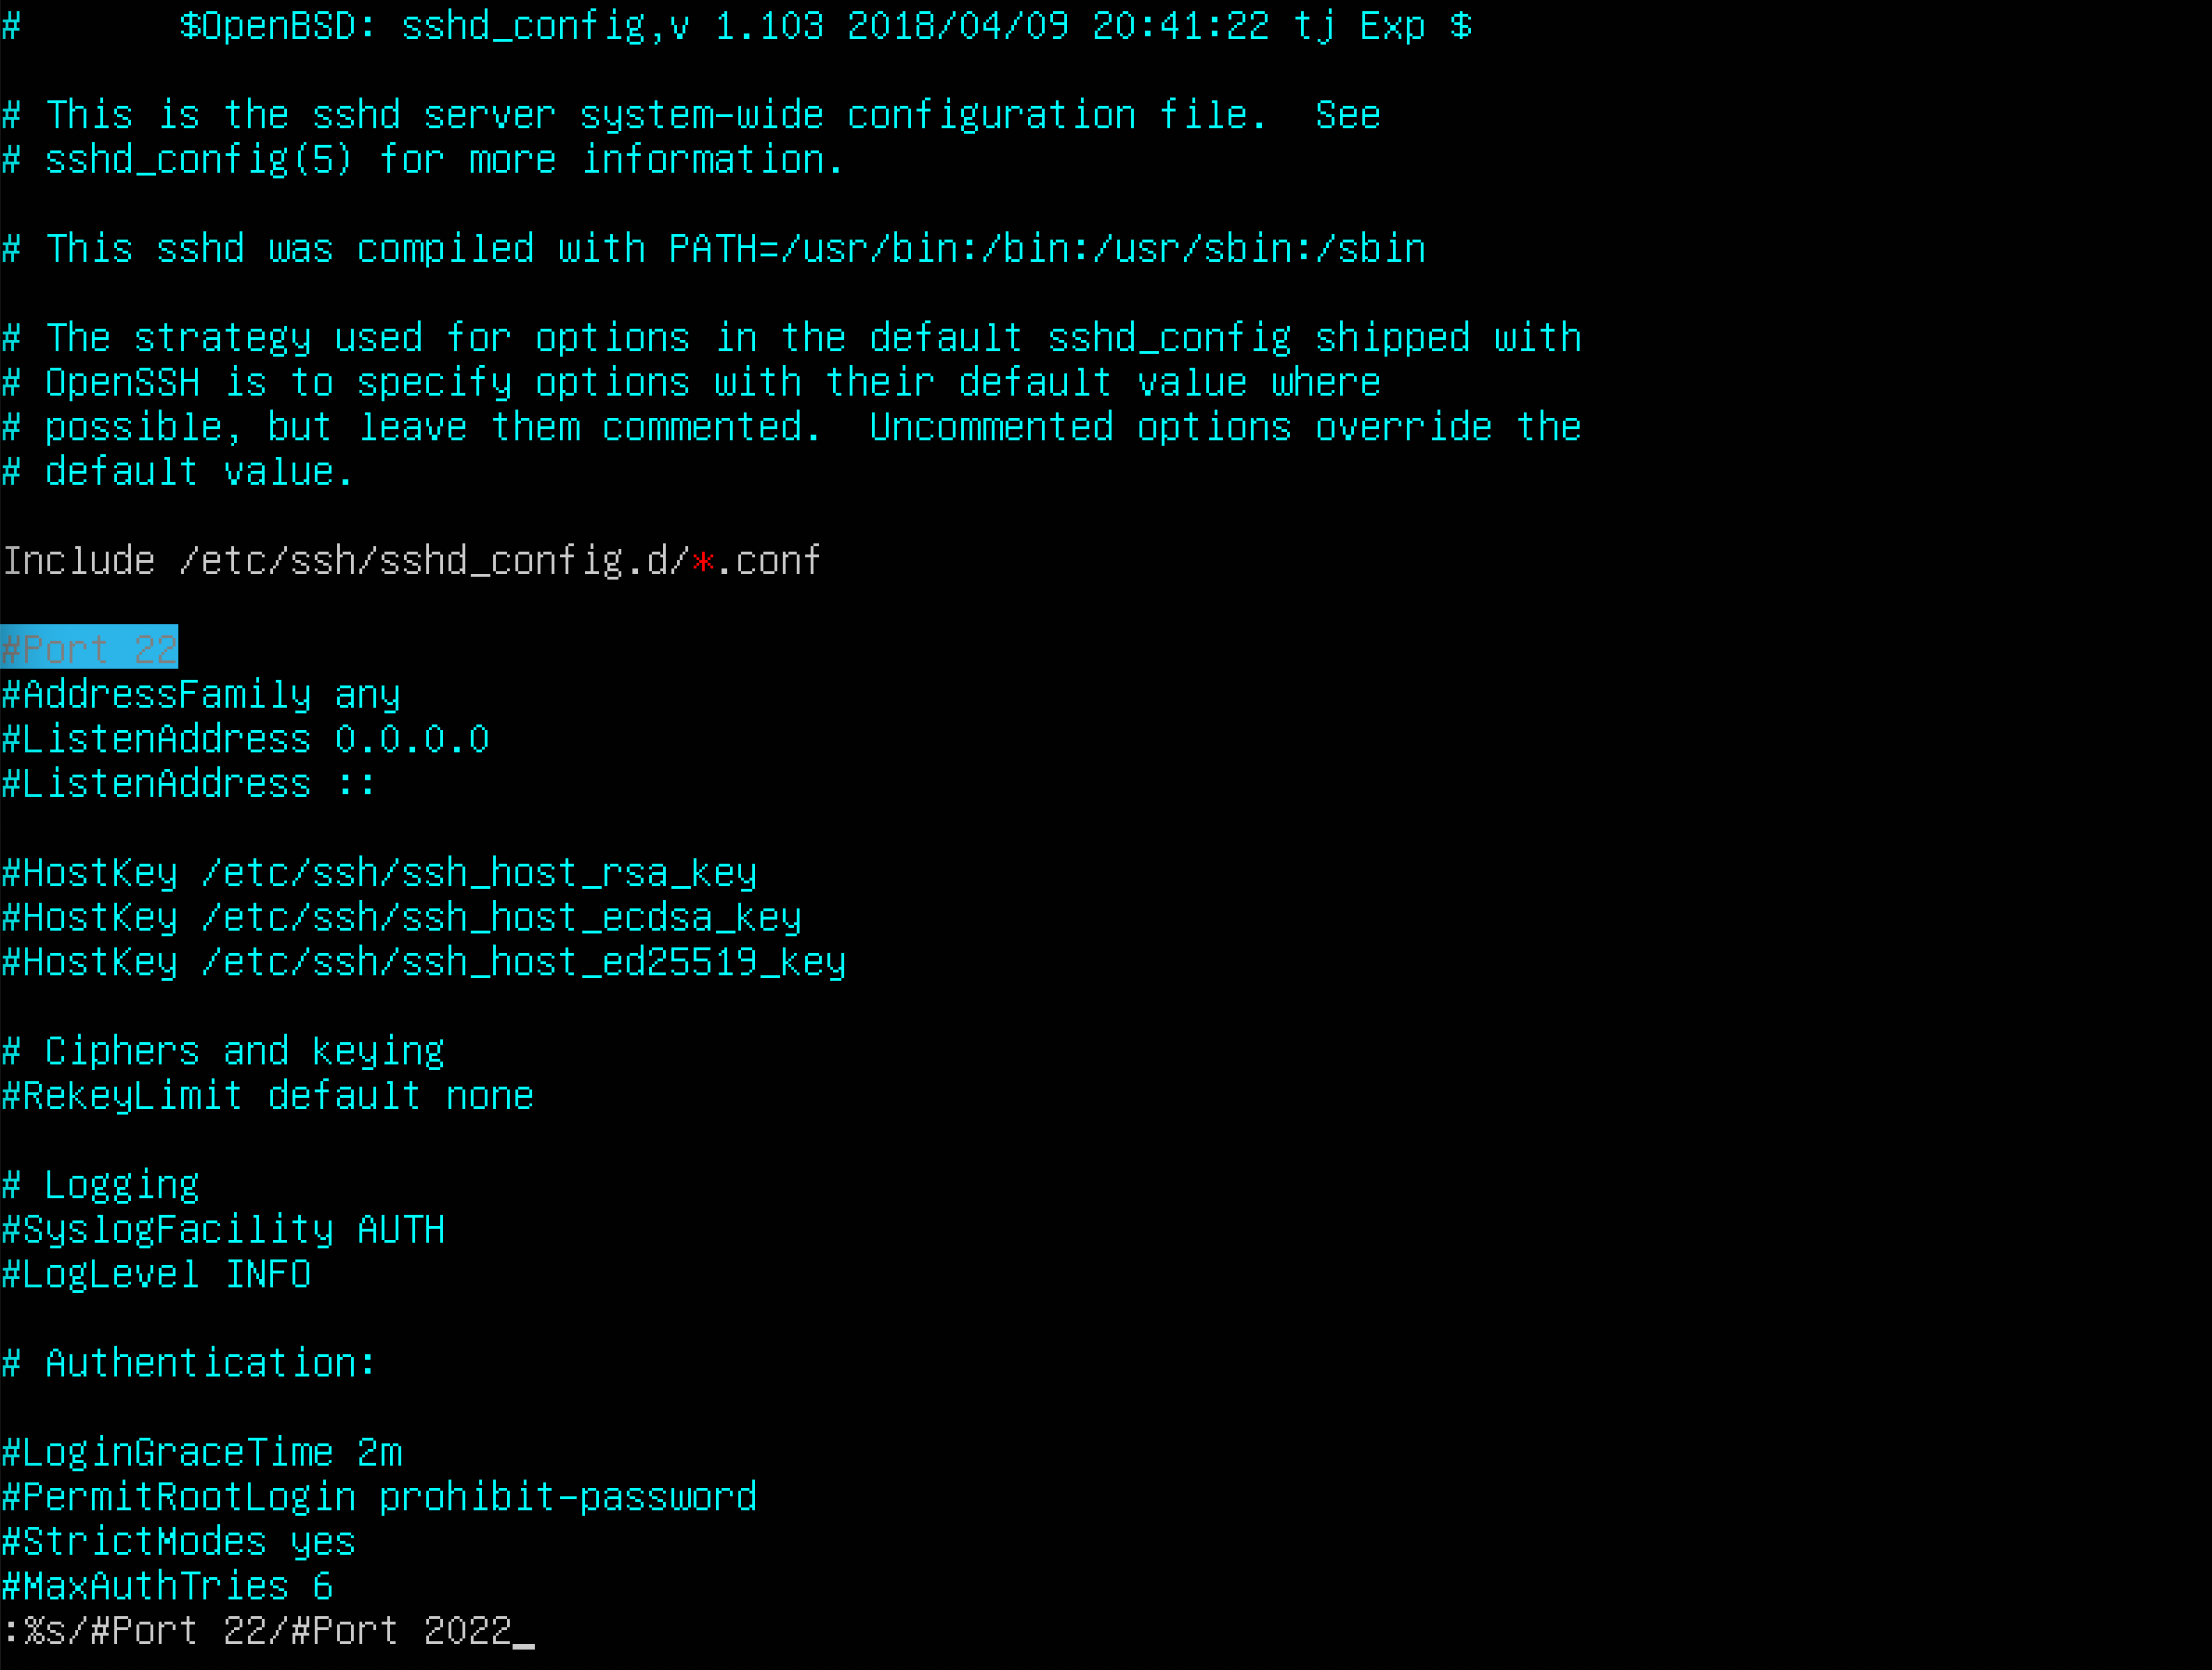 #       $OpenBSD: sshd_config,v 1.103 2018/04/09 20:41:22 tj Exp $
# This is the sshd server system-wide configuration file.  See
# sshd_config(5) for more information.
# This sshd was compiled with PATH=/usr/bin:/bin:/usr/sbin:/sbin
# The strategy used for options in the default sshd_config shipped with
# OpenSSH is to specify options with their default value where
# possible, but leave them commented.  Uncommented options override the
# default value.
Include /etc/ssh/sshd_config.d/*.conf
#Port 22
#AddressFamily any
#ListenAddress 0.0.0.0
#ListenAddress ::
#HostKey /etc/ssh/ssh_host_rsa_key
#HostKey /etc/ssh/ssh_host_ecdsa_key
#HostKey /etc/ssh/ssh_host_ed25519_key
# Ciphers and keying
#RekeyLimit default none
# Logging
#SyslogFacility AUTH
#LogLevel INFO
# Authentication:
#LoginGraceTime 2m
#PermitRootLogin prohibit-password
#StrictModes yes
#MaxAuthTries 6
:%s/#Port 22/#Port 2022_